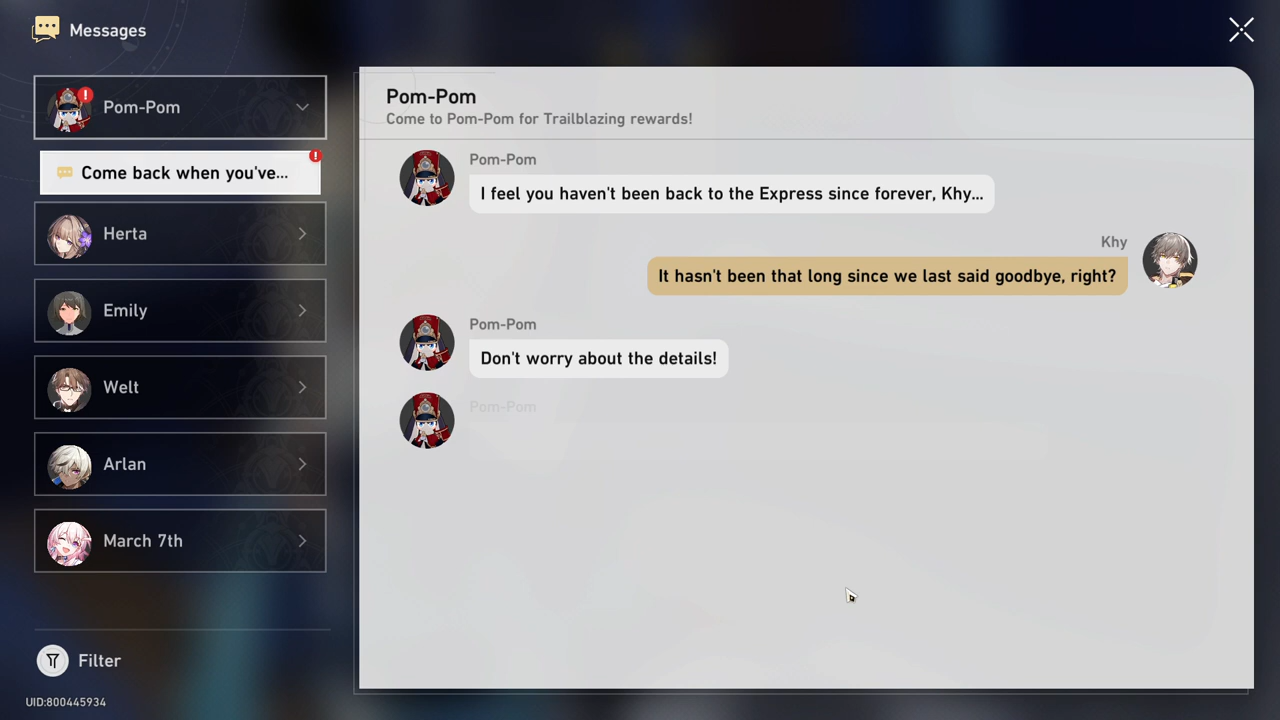 Messages
Pom-Pom
Come back when you've...
Herta
Emily
Welt
Arlan
March 7th
Filter
UID:800445934
Pom-Pom
Come to Pom-Pom for Trailblazing rewards!
Pom-Pom
I feel you haven't been back to the Express since forever, Khy...
Khy
It hasn't been that long since we last said goodbye, right?
Pom-Pom
Don't worry about the details!
Pom-Pom